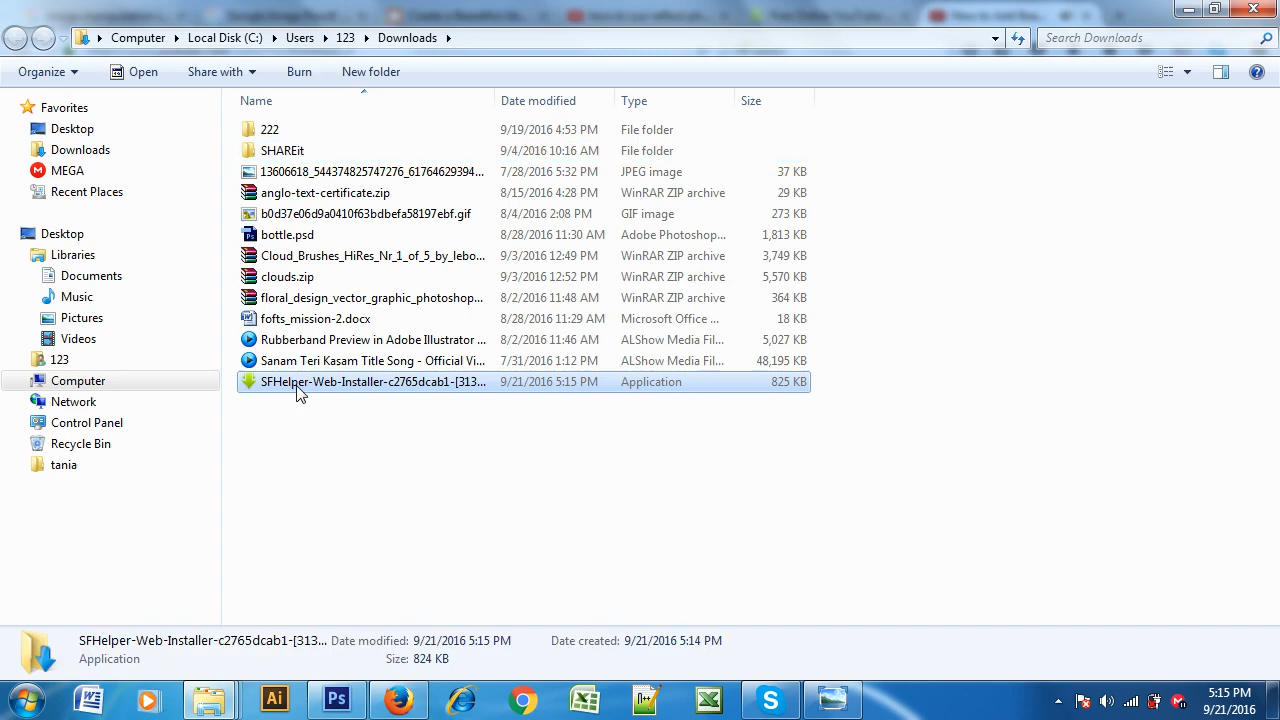 Computer Local Disk (C:) Users 123 Downloads Search Downloads
Organize Open Share with Burn New folder
Name Date modified Type Size
Favorites
Desktop
Downloads
MEGA
Recent Places
Desktop
Libraries
Documents
Music
Pictures
Videos
123
Computer
Network
Control Panel
Recycle Bin
tania
222 9/19/2016 4:53 PM File folder
SHAREit 9/4/2016 10:16 AM File folder
13606618_544374825747276_61764629394... 7/28/2016 5:32 PM JPEG image 37 KB
anglo-text-certificate.zip 8/15/2016 4:28 PM WinRAR ZIP archive 29 KB
b0d37e06d9a0410f63bdbefa58197ebf.gif 8/4/2016 2:08 PM GIF image 273 KB
bottle.psd 8/28/2016 11:30 AM Adobe Photoshop... 1,813 KB
Cloud_Brushes_HiRes_Nr_1_of_5_by_lebo... 9/3/2016 12:49 PM WinRAR ZIP archive 3,749 KB
clouds.zip 9/3/2016 12:52 PM WinRAR ZIP archive 5,570 KB
floral_design_vector_graphic_photoshop... 8/2/2016 11:48 AM WinRAR ZIP archive 364 KB
fofts_mission-2.docx 8/28/2016 11:29 AM Microsoft Office ... 18 KB
Rubberband Preview in Adobe Illustrator ... 8/2/2016 11:46 AM ALShow Media Fil... 5,027 KB
Sanam Teri Kasam Title Song - Official Vi... 7/31/2016 1:12 PM ALShow Media Fil... 48,195 KB
SFHelper-Web-Installer-c2765dcab1-[313... 9/21/2016 5:15 PM Application 825 KB
SFHelper-Web-Installer-c2765dcab1-[313... Date modified: 9/21/2016 5:15 PM Date created: 9/21/2016 5:14 PM
Application Size: 824 KB
Ai Ps
5:15 PM
9/21/2016